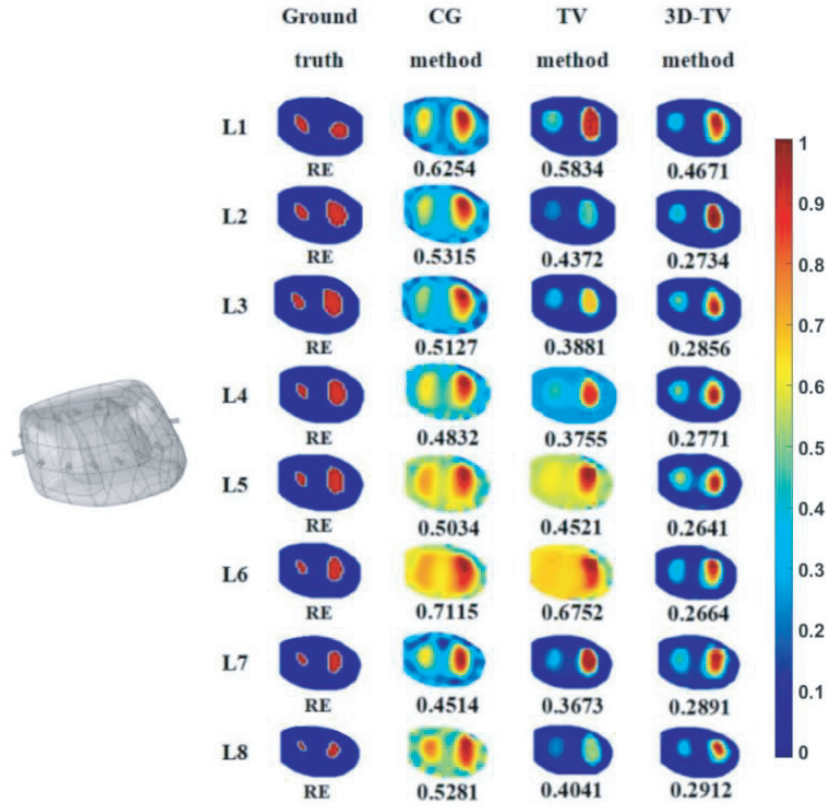 Ground CG TV 3D-TV
truth method method method
L1
RE 0.6254 0.5834 0.4671
L2
RE 0.5315 0.4372 0.2734
L3
RE 0.5127 0.3881 0.2856
L4
RE 0.4832 0.3755 0.2771
L5
RE 0.5034 0.4521 0.2641
L6
RE 0.7115 0.6752 0.2664
L7
RE 0.4514 0.3673 0.2891
L8
RE 0.5281 0.4041 0.2912
1
0.9
0.8
0.7
0.6
0.5
0.4
0.3
0.2
0.1
0